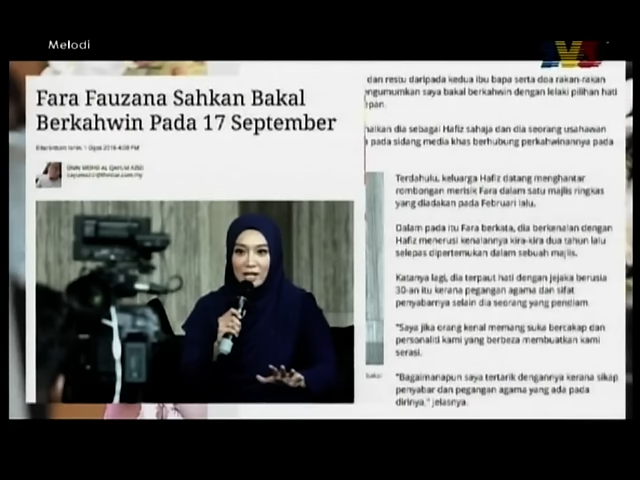 Melodi
Fara Fauzana Sahkan Bakal
Berkahwin Pada 17 September
dan restu daripada kedua ibu bapa serta doa rakan-rakan
engumumkan saya bakal berkahwin dengan lelaki pilihan hati
epan.
nalkan dia sebagai Hafiz sahaja dan dia seorang usahawan
pada sidang media khas berhubung perkahwinannya pada
Terdahulu, keluarga Hafiz datang menghantar
rombongan merisik Fara dalam satu majlis ringkas
yang diadakan pada Februari lalu.
Dalam pada itu Fara berkata, dia berkenalan dengan
Hafiz menerusi kenalannya kira-kira dua tahun lalu
selepas dipertemukan dalam sebuah majlis.
Katanya lagi, dia terpaut hati dengan jejaka berusia
30-an itu kerana pegangan agama dan sifat
penyabarnya selain dia seorang yang pendiam.
"Saya jika orang kenal memang suka bercakap dan
personaliti kami yang berbeza membuatkan kami
serasi.
"Bagaimanapun saya tertarik dengannya kerana sikap
penyabar dan pegangan agama yang ada pada
dirinya," jelasnya.